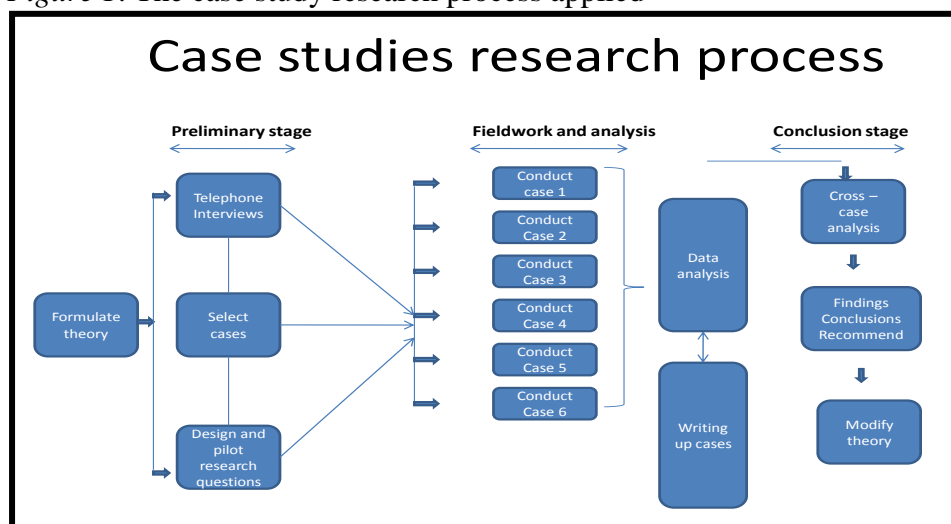 Figure 1: The case study research process applied
Case studies research process
Preliminary stage
Fieldwork and analysis
Conclusion stage
Formulate
theory
Telephone
Interviews
Select
cases
Design and
pilot
research
questions
Conduct
case 1
Conduct
Case 2
Conduct
Case 3
Conduct
Case 4
Conduct
Case 5
Conduct
Case 6
Data
analysis
Writing
up cases
Cross –
case
analysis
Findings
Conclusions
Recommend
Modify
theory